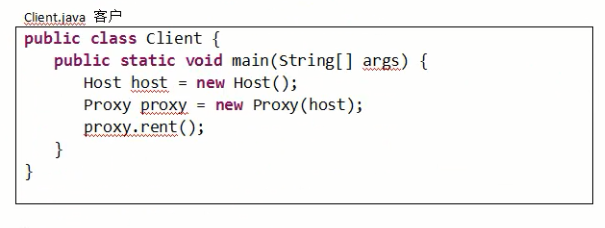 Client.java 客户
public class Client {
public static void main(String[] args) {
Host host = new Host();
Proxy proxy = new Proxy(host);
proxy.rent();
}
}